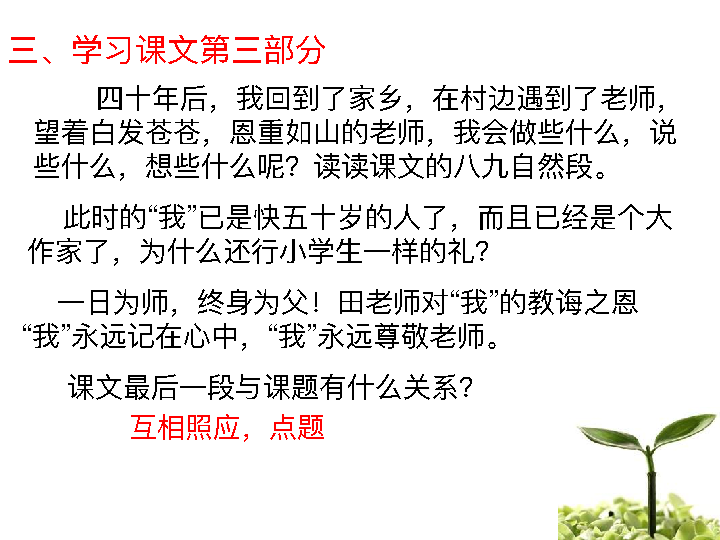 三、学习课文第三部分
四十年后，我回到了家乡，在村边遇到了老师，
望着白发苍苍，恩重如山的老师，我会做些什么，说
些什么，想些什么呢？读读课文的八九自然段。
此时的“我”已是快五十岁的人了，而且已经是个大
作家了，为什么还行小学生一样的礼？
一日为师，终身为父！田老师对“我”的教诲之恩
“我”永远记在心中，“我”永远尊敬老师。
课文最后一段与课题有什么关系？
互相照应，点题